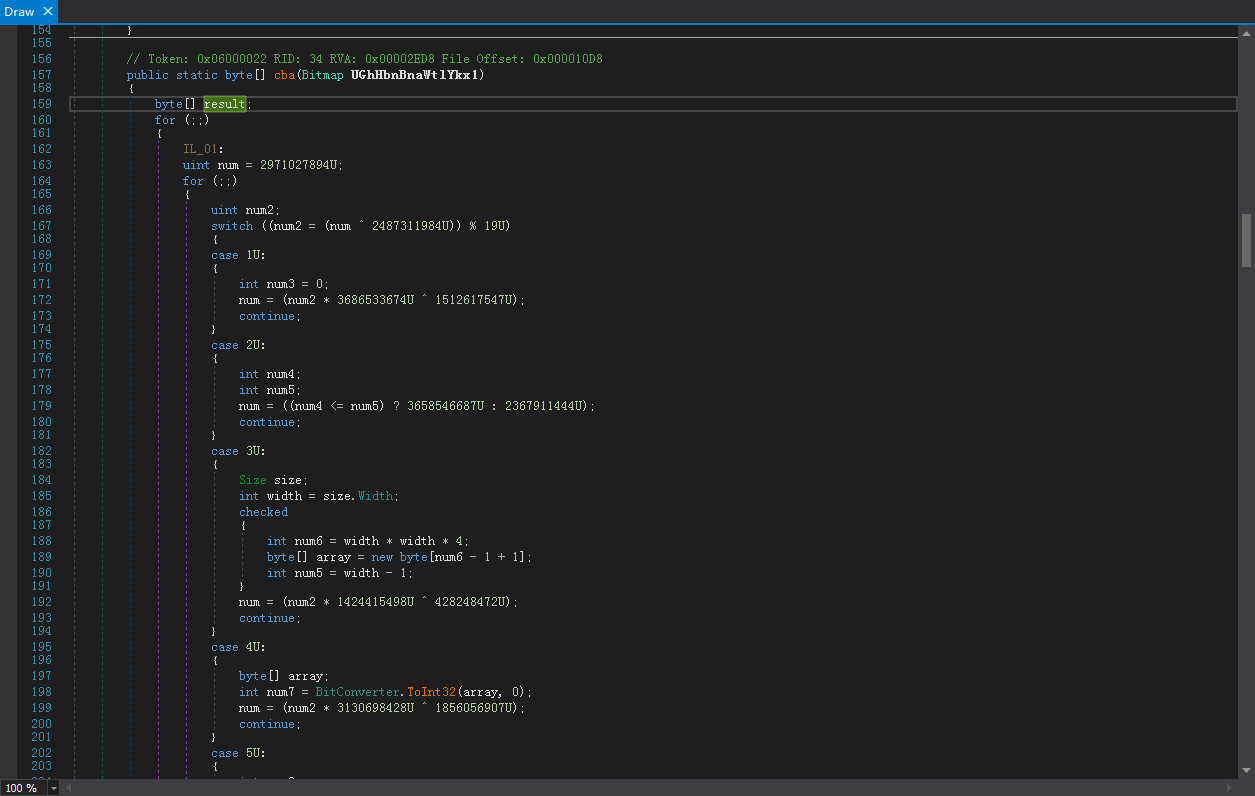 Draw
154 }
155
156 // Token: 0x06000022 RID: 34 RVA: 0x00002ED8 File Offset: 0x000010D8
157 public static byte[] cba(Bitmap UGhHbnBnaWt1Ykx1)
158 {
159 byte[] result;
160 for (;;)
161 {
162 IL_01:
163 uint num = 2971027894U;
164 for (;;)
165 {
166 uint num2;
167 switch ((num2 = (num ^ 2487311984U)) % 19U)
168 {
169 case 1U:
170 {
171 int num3 = 0;
172 num = (num2 * 3686533674U ^ 1512617547U);
173 continue;
174 }
175 case 2U:
176 {
177 int num4;
178 int num5;
179 num = ((num4 <= num5) ? 3658546687U : 2367911444U);
180 continue;
181 }
182 case 3U:
183 {
184 Size size;
185 int width = size.Width;
186 checked
187 {
188 int num6 = width * width * 4;
189 byte[] array = new byte[num6 - 1 + 1];
190 int num5 = width - 1;
191 }
192 num = (num2 * 1424415498U ^ 428248472U);
193 continue;
194 }
195 case 4U:
196 {
197 byte[] array;
198 int num7 = BitConverter.ToInt32(array, 0);
199 num = (num2 * 3130698428U ^ 1856056907U);
200 continue;
201 }
202 case 5U:
203 {
100 %